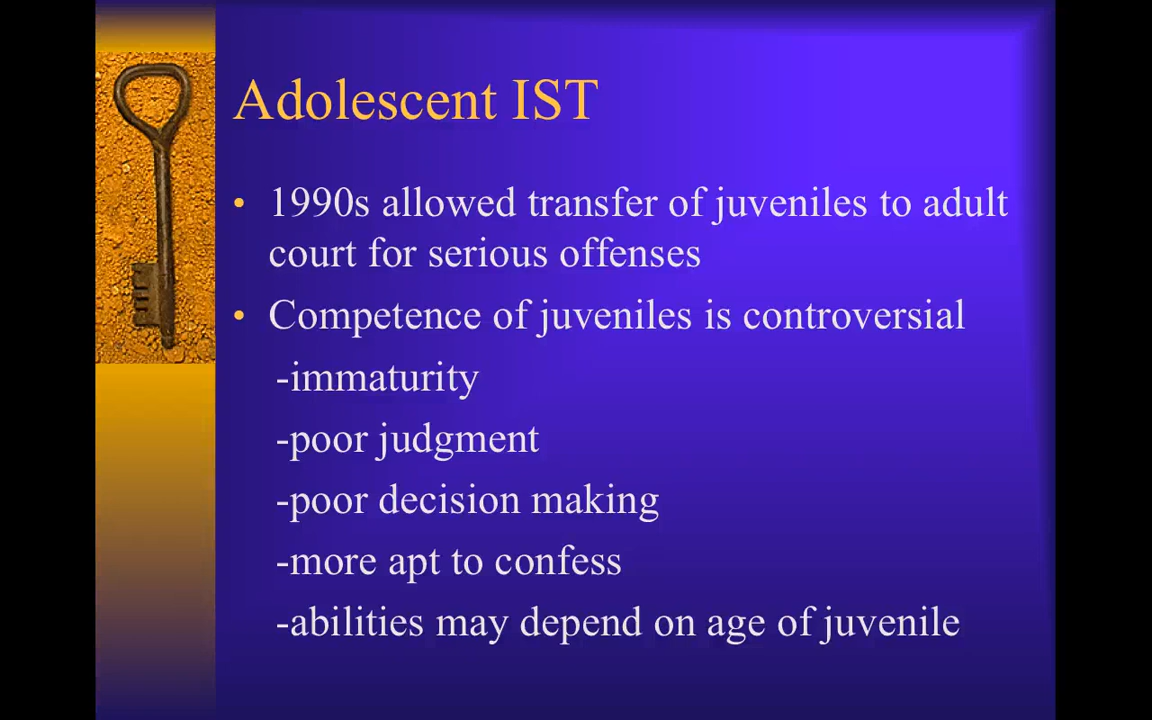 Adolescent IST
• 1990s allowed transfer of juveniles to adult
court for serious offenses
• Competence of juveniles is controversial
-immaturity
-poor judgment
-poor decision making
-more apt to confess
-abilities may depend on age of juvenile